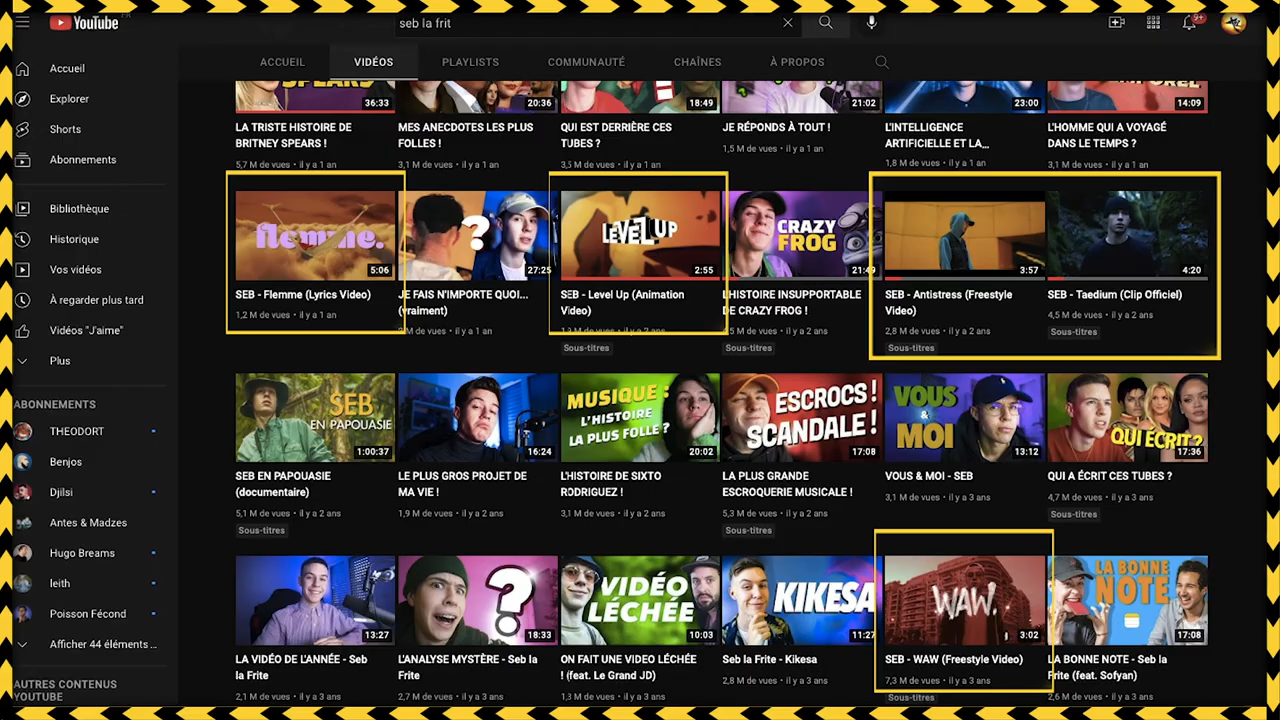 YouTube
FR
seb la frit
9+
Accueil
Explorer
Shorts
Abonnements
Bibliothèque
Historique
Vos vidéos
À regarder plus tard
Vidéos "J'aime"
Plus
ABONNEMENTS
THEODORT
Benjos
Djilsi
Antes & Madzes
Hugo Breams
leith
Poisson Fécond
Afficher 44 éléments ...
AUTRES CONTENUS
YOUTUBE
ACCUEIL VIDÉOS PLAYLISTS COMMUNAUTÉ CHAÎNES À PROPOS
SPEARS
36:33
20:36
18:49
21:02
23:00
14:09
LA TRISTE HISTOIRE DE
BRITNEY SPEARS !
5,7 M de vues • il y a 1 an
MES ANECDOTES LES PLUS
FOLLES !
3,1 M de vues • il y a 1 an
QUI EST DERRIÈRE CES
TUBES ?
3,5 M de vues • il y a 1 an
JE RÉPONDS À TOUT !
1,5 M de vues • il y a 1 an
L'INTELLIGENCE
ARTIFICIELLE ET LA...
1,8 M de vues • il y a 1 an
L'HOMME QUI A VOYAGÉ
DANS LE TEMPS ?
3,1 M de vues • il y a 1 an
flemme.
5:06
SEB - Flemme (Lyrics Video)
1,2 M de vues • il y a 1 an
?
27:25
JE FAIS N'IMPORTE QUOI...
(vraiment)
M de vues • il y a 1 an
LEVEL UP
2:55
SEB - Level Up (Animation
Video)
M de vues • il y a 2 ans
Sous-titres
CRAZY
FROG
21:49
L'HISTOIRE INSUPPORTABLE
DE CRAZY FROG !
,5 M de vues • il y a 2 ans
Sous-titres
3:57
SEB - Antistress (Freestyle
Video)
2,8 M de vues • il y a 2 ans
Sous-titres
4:20
SEB - Taedium (Clip Officiel)
4,5 M de vues • il y a 2 ans
Sous-titres
SEB
EN PAPOUASIE
1:00:37
SEB EN PAPOUASIE
(documentaire)
5,1 M de vues • il y a 2 ans
Sous-titres
16:24
LE PLUS GROS PROJET DE
MA VIE !
1,9 M de vues • il y a 2 ans
MUSIQUE :
L'HISTOIRE
LA PLUS FOLLE ?
20:02
L'HISTOIRE DE SIXTO
RODRIGUEZ !
3,1 M de vues • il y a 2 ans
ESCROCS !
SCANDALE !
17:08
LA PLUS GRANDE
ESCROQUERIE MUSICALE !
5,3 M de vues • il y a 2 ans
Sous-titres
VOUS
&
MOI
13:12
VOUS & MOI - SEB
3,1 M de vues • il y a 3 ans
QUI ÉCRIT ?
17:36
QUI A ÉCRIT CES TUBES ?
4,7 M de vues • il y a 3 ans
Sous-titres
13:27
LA VIDÉO DE L'ANNÉE - Seb
la Frite
2,1 M de vues • il y a 3 ans
?
18:33
L'ANALYSE MYSTÈRE - Seb la
Frite
2,7 M de vues • il y a 3 ans
VIDÉO
LÉCHÉE
10:03
ON FAIT UNE VIDEO LÉCHÉE
! (feat. Le Grand JD)
1,3 M de vues • il y a 3 ans
KIKESA
11:27
Seb la Frite - Kikesa
2,8 M de vues • il y a 3 ans
WAW.
3:02
SEB - WAW (Freestyle Video)
7,3 M de vues • il y a 3 ans
Sous-titres
LA BONNE
NOTE
17:08
LA BONNE NOTE - Seb la
Frite (feat. Sofyan)
2,6 M de vues • il y a 3 ans